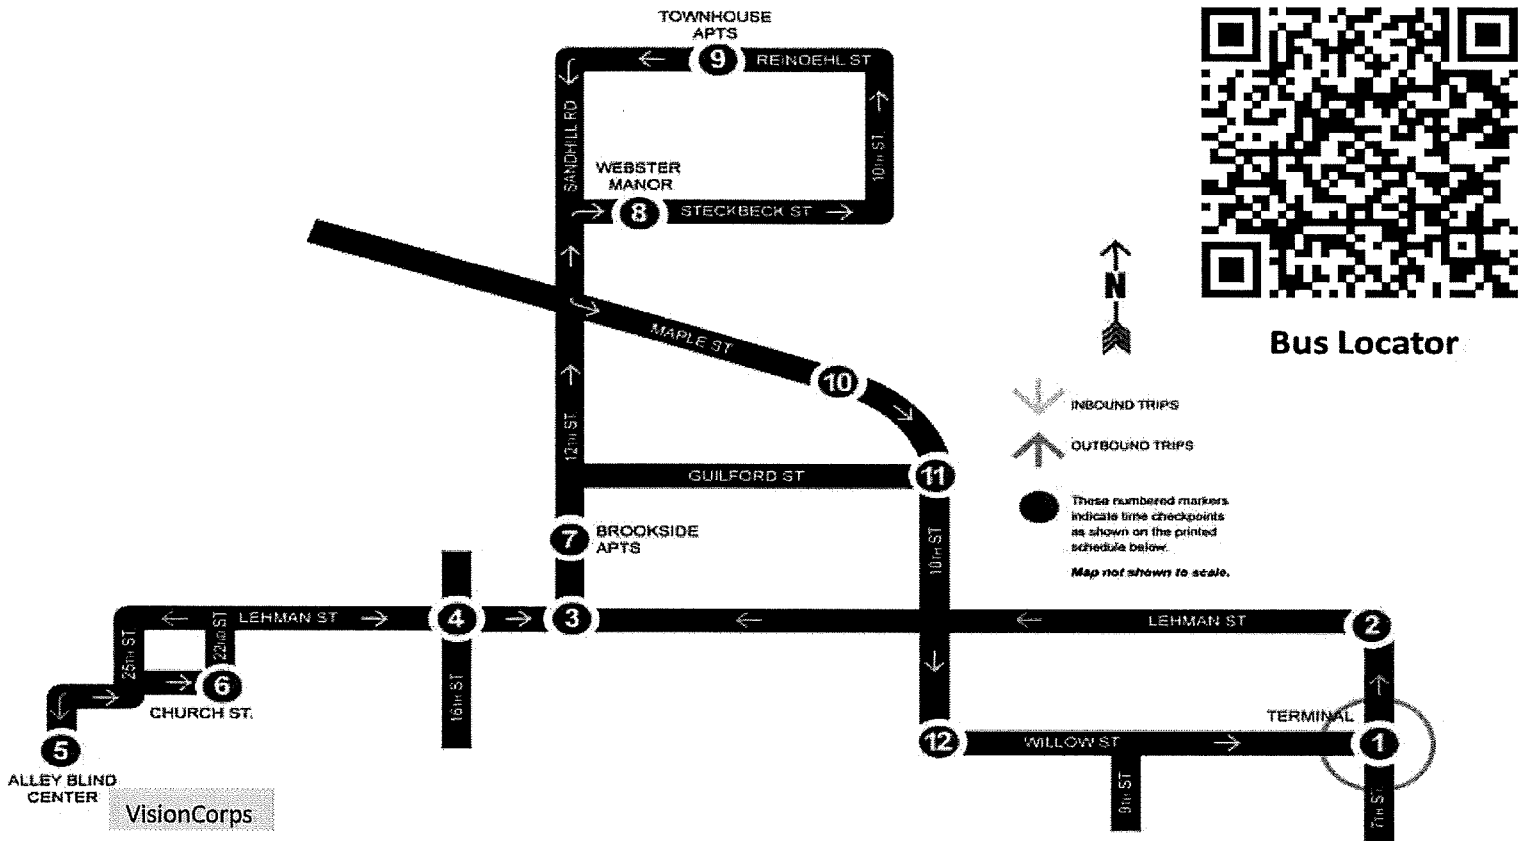 TOWNHOUSE
APTS
9
REINOEHL ST
SANDHILL RD
10TH ST.
WEBSTER
MANOR
8
STECKBECK ST
N
Bus Locator
MAPLE ST
10
INBOUND TRIPS
OUTBOUND TRIPS
12TH ST.
GUILFORD ST
11
These numbered markers
indicate time checkpoints
as shown on the printed
schedule below.
Map not shown to scale.
7
BROOKSIDE
APTS
10TH ST
LEHMAN ST
4
3
LEHMAN ST
2
25TH ST
22ND ST
6
CHURCH ST.
16TH ST
TERMINAL
5
12
WILLOW ST
1
ALLEY BLIND
CENTER
VisionCorps
9TH ST
7TH ST.